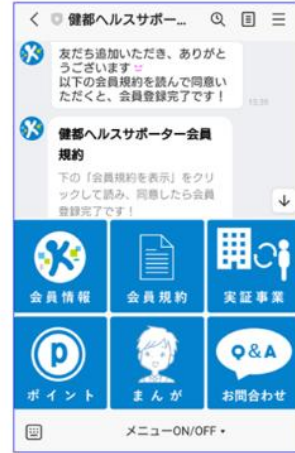 健都ヘルスサポー...
友だち追加いただき、ありがと
うございます
以下の会員規約を読んで同意い
ただくと、会員登録完了です！
15:39
健都ヘルスサポーター会員
規約
下の「会員規約を表示」をクリ
ックして読み、同意したら会員
登録完了です！
会員情報
会員規約
実証事業
P
ポイント
まんが
Q&A
お問合わせ
メニューON/OFF